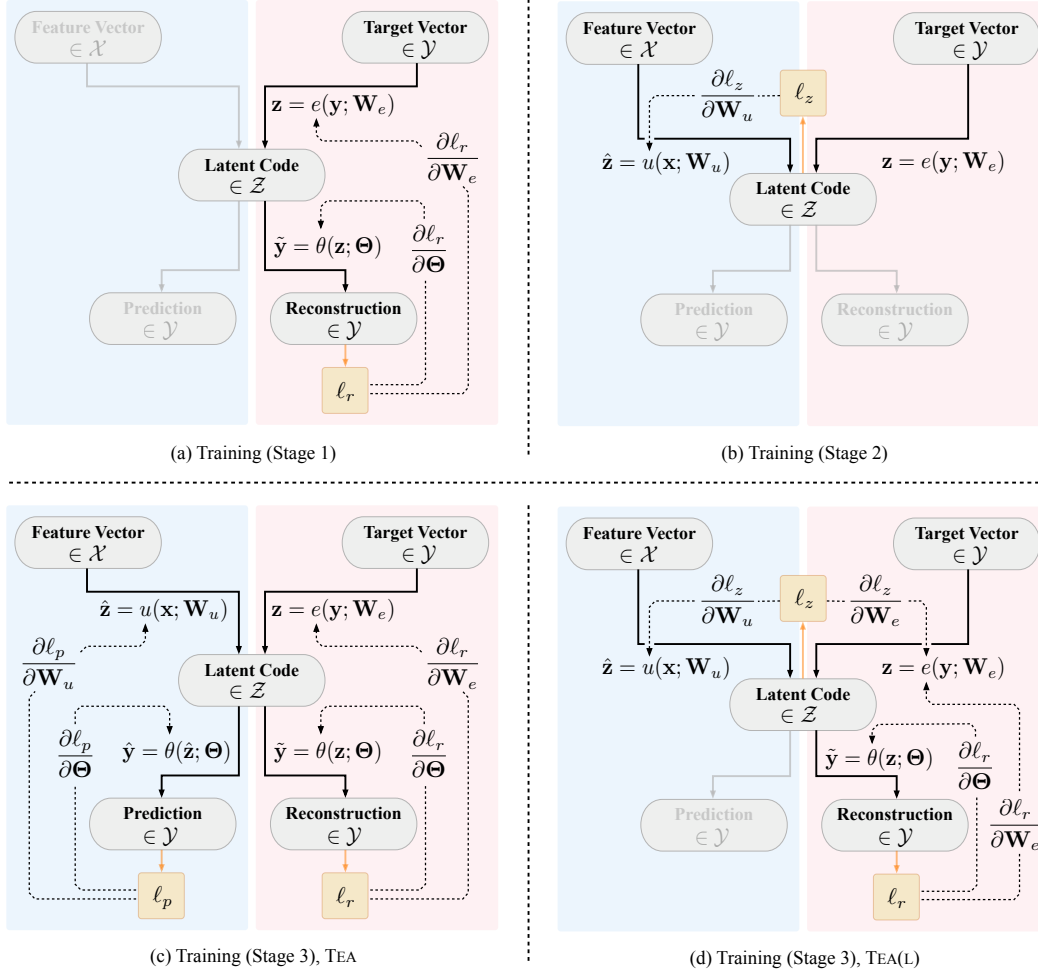 Feature Vector
∈ 𝒳
Target Vector
∈ 𝒴
z = e(y; W_e)
∂ℓ_r
∂W_e
Latent Code
∈ 𝒵
ỹ = θ(z; Θ)
∂ℓ_r
∂Θ
Prediction
∈ 𝒴
Reconstruction
∈ 𝒴
ℓ_r
(a) Training (Stage 1)
Feature Vector
∈ 𝒳
Target Vector
∈ 𝒴
∂ℓ_z
∂W_u
ℓ_z
ẑ = u(x; W_u)
z = e(y; W_e)
Latent Code
∈ 𝒵
Prediction
∈ 𝒴
Reconstruction
∈ 𝒴
(b) Training (Stage 2)
Feature Vector
∈ 𝒳
Target Vector
∈ 𝒴
ẑ = u(x; W_u)
z = e(y; W_e)
∂ℓ_p
∂W_u
∂ℓ_r
∂W_e
Latent Code
∈ 𝒵
∂ℓ_p
∂Θ
ŷ = θ(ẑ; Θ)
ỹ = θ(z; Θ)
∂ℓ_r
∂Θ
Prediction
∈ 𝒴
Reconstruction
∈ 𝒴
ℓ_p
ℓ_r
(c) Training (Stage 3), TEA
Feature Vector
∈ 𝒳
Target Vector
∈ 𝒴
∂ℓ_z
∂W_u
ℓ_z
∂ℓ_z
∂W_e
ẑ = u(x; W_u)
z = e(y; W_e)
Latent Code
∈ 𝒵
ỹ = θ(z; Θ)
∂ℓ_r
∂Θ
Prediction
∈ 𝒴
Reconstruction
∈ 𝒴
∂ℓ_r
∂W_e
ℓ_r
(d) Training (Stage 3), TEA(L)